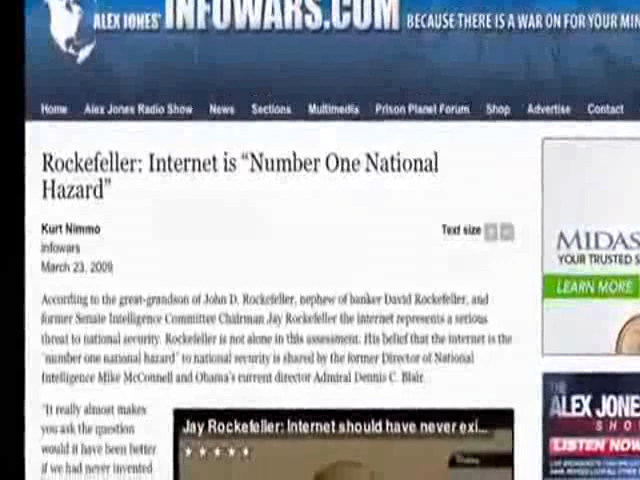 ALEX JONES' INFOWARS.COM BECAUSE THERE IS A WAR ON FOR YOUR MIN
Home Alex Jones Radio Show News Sections Multimedia Prison Planet Forum Shop Advertise Contact
Rockefeller: Internet is “Number One National
Hazard”
Kurt Nimmo
Infowars
March 23, 2009
Text size
According to the great-grandson of John D. Rockefeller, nephew of banker David Rockefeller, and
former Senate Intelligence Committee Chairman Jay Rockefeller the internet represents a serious
threat to national security. Rockefeller is not alone in this assessment. His belief that the internet is the
“number one national hazard” to national security is shared by the former Director of National
Intelligence Mike McConnell and Obama’s current director Admiral Dennis C. Blair.
“It really almost makes
you ask the question
would it have been better
if we had never invented
Jay Rockefeller: Internet should have never exi...
MIDAS
YOUR TRUSTED S
LEARN MORE
THE
ALEX JONE
SHO
LISTEN NOW